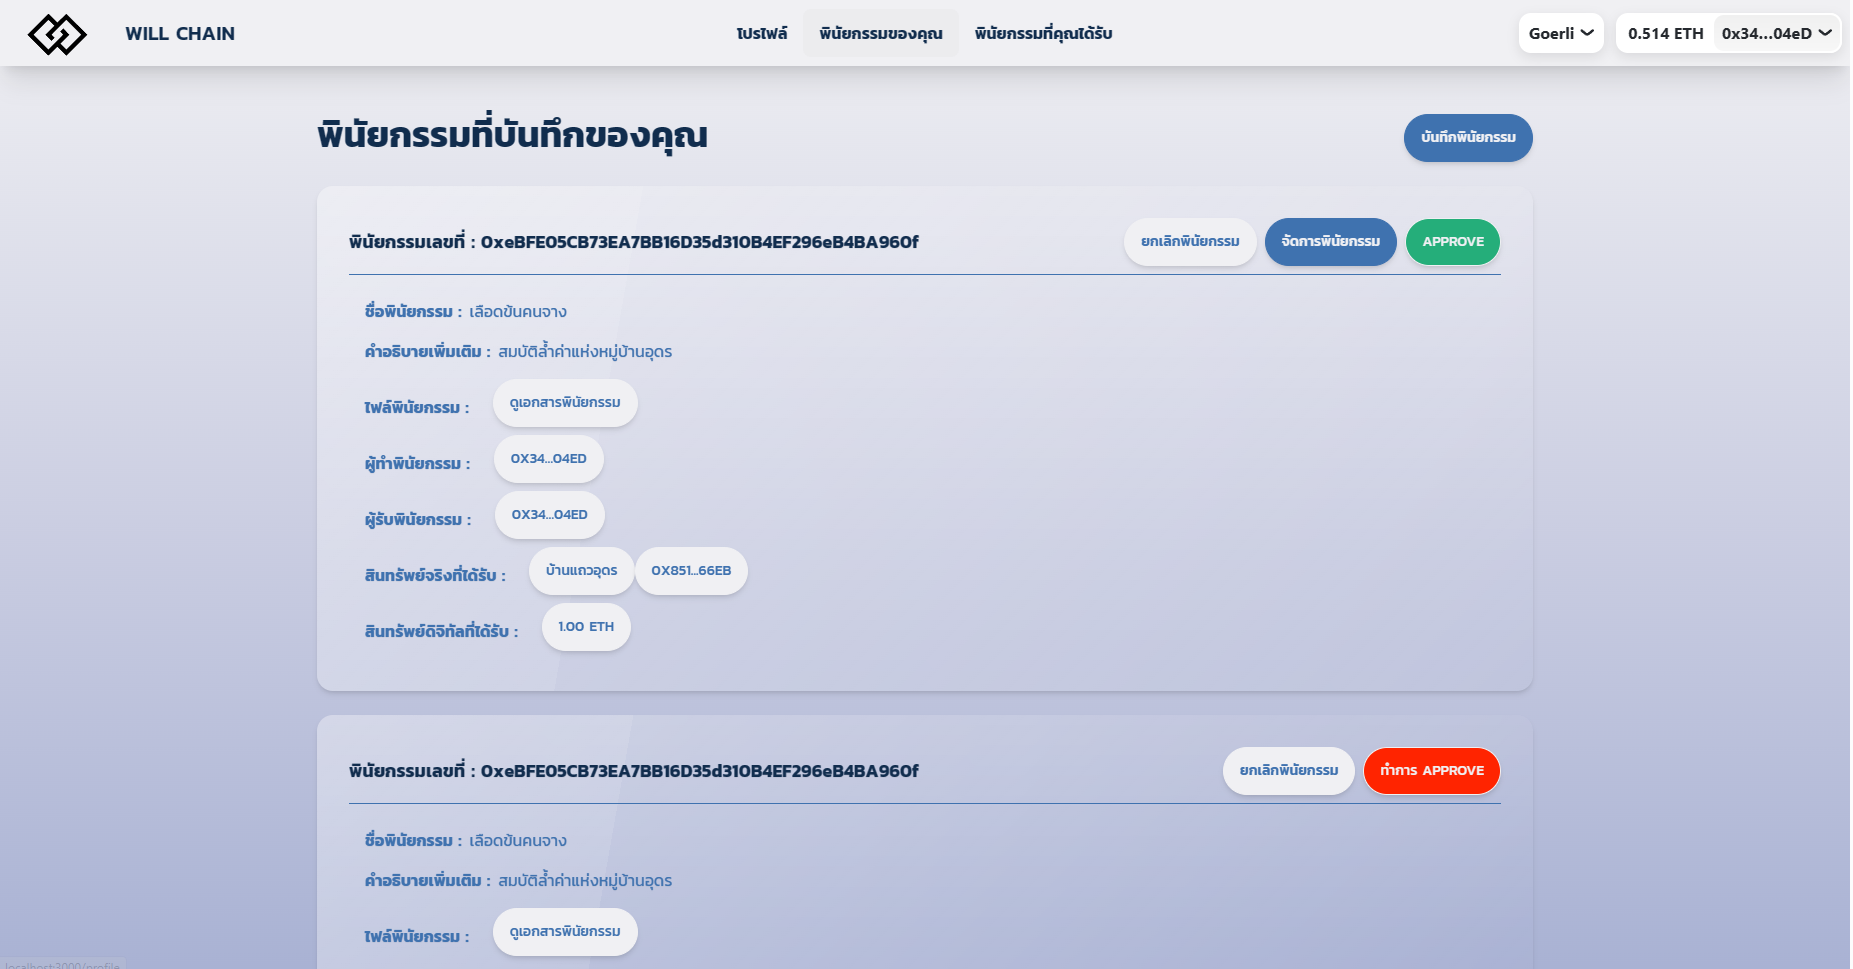 WILL CHAIN
โปรไฟล์
พินัยกรรมของคุณ
พินัยกรรมที่คุณได้รับ
Goerli
0.514 ETH
0x34...04eD
พินัยกรรมที่บันทึกของคุณ
บันทึกพินัยกรรม
พินัยกรรมเลขที่ : 0xeBFE05CB73EA7BB16D35d310B4EF296eB4BA960f
ยกเลิกพินัยกรรม
จัดการพินัยกรรม
APPROVE
ชื่อพินัยกรรม : เลือดข้นคนจาง
คำอธิบายเพิ่มเติม : สมบัติล้ำค่าแห่งหมู่บ้านอุดร
ไฟล์พินัยกรรม : ดูเอกสารพินัยกรรม
ผู้ทำพินัยกรรม : 0X34...04ED
ผู้รับพินัยกรรม : 0X34...04ED
สินทรัพย์จริงที่ได้รับ : บ้านแถวอุดร 0X851...66EB
สินทรัพย์ดิจิทัลที่ได้รับ : 1.00 ETH
พินัยกรรมเลขที่ : 0xeBFE05CB73EA7BB16D35d310B4EF296eB4BA960f
ยกเลิกพินัยกรรม
ทำการ APPROVE
ชื่อพินัยกรรม : เลือดข้นคนจาง
คำอธิบายเพิ่มเติม : สมบัติล้ำค่าแห่งหมู่บ้านอุดร
ไฟล์พินัยกรรม : ดูเอกสารพินัยกรรม
localhost:3000/profile